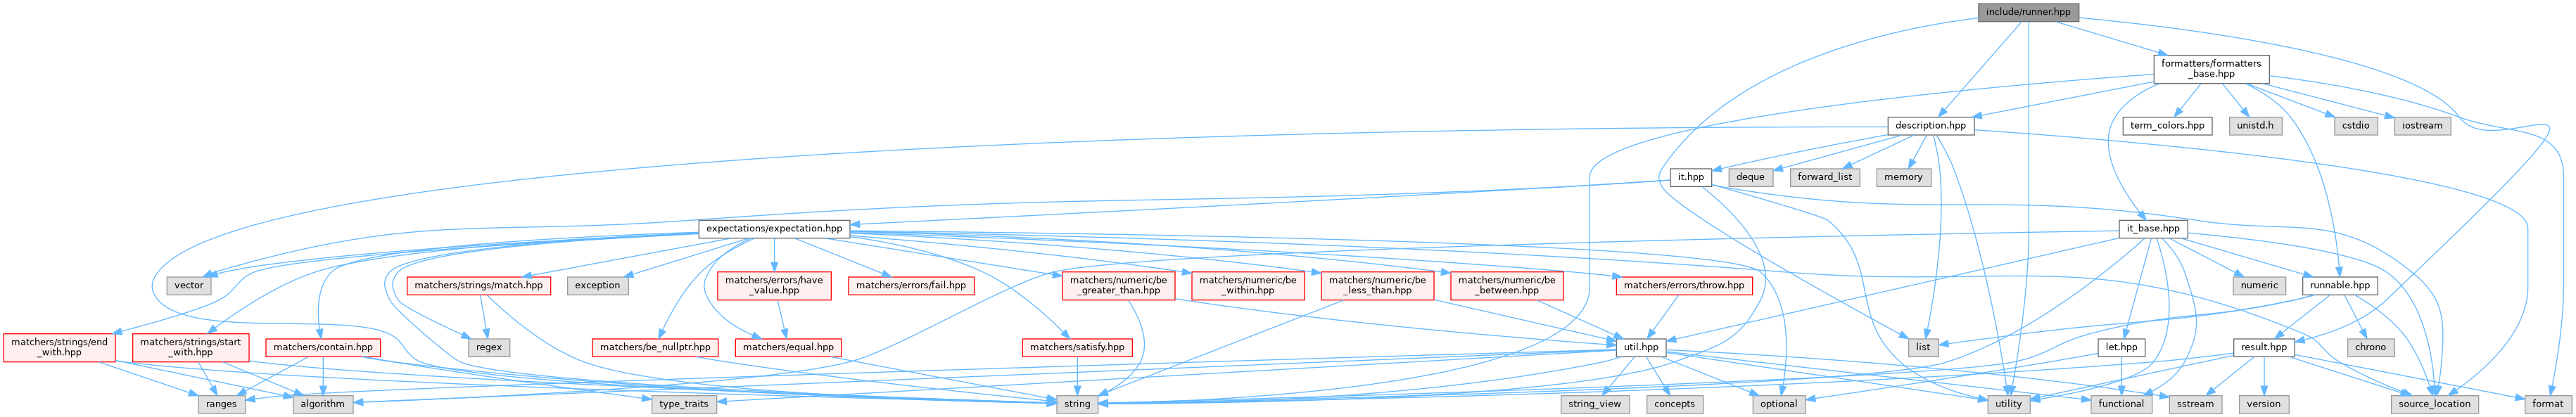 include/runner.hpp
formatters/formatters
_base.hpp
description.hpp
term_colors.hpp
unistd.h
cstdio
iostream
it.hpp
deque
forward_list
memory
expectations/expectation.hpp
it_base.hpp
vector
matchers/strings/match.hpp
exception
matchers/errors/have
_value.hpp
matchers/errors/fail.hpp
matchers/numeric/be
_greater_than.hpp
matchers/numeric/be
_within.hpp
matchers/numeric/be
_less_than.hpp
matchers/numeric/be
_between.hpp
matchers/errors/throw.hpp
numeric
runnable.hpp
matchers/strings/end
_with.hpp
matchers/strings/start
_with.hpp
matchers/contain.hpp
regex
matchers/be_nullptr.hpp
matchers/equal.hpp
matchers/satisfy.hpp
util.hpp
list
let.hpp
result.hpp
chrono
ranges
algorithm
type_traits
string
string_view
concepts
optional
utility
functional
sstream
version
source_location
format